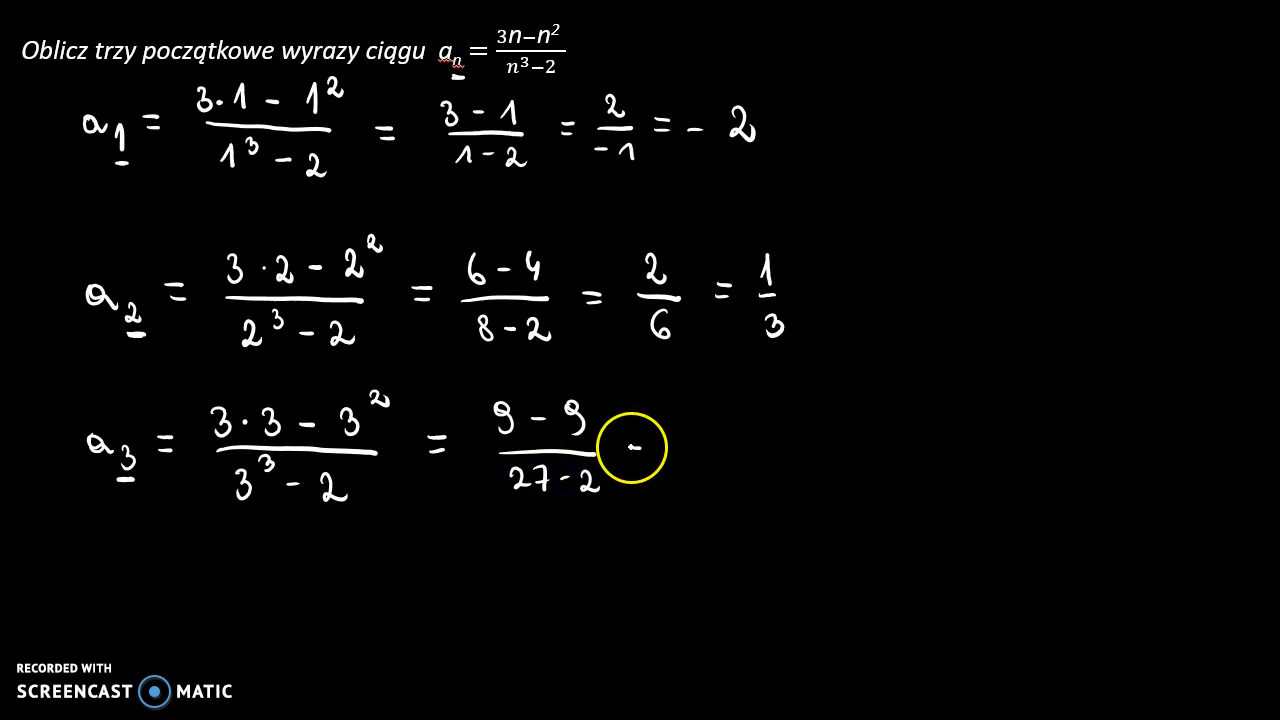 Oblicz trzy początkowe wyrazy ciągu aₙ = (3n−n²)/(n³−2)
a₁ = (3·1 − 1²)/(1³ − 2) = (3 − 1)/(1 − 2) = 2/(−1) = − 2
a₂ = (3·2 − 2²)/(2³ − 2) = (6 − 4)/(8 − 2) = 2/6 = 1/3
a₃ = (3·3 − 3²)/(3³ − 2) = (9 − 9)/(27 − 2) -
RECORDED WITH
SCREENCAST MATIC